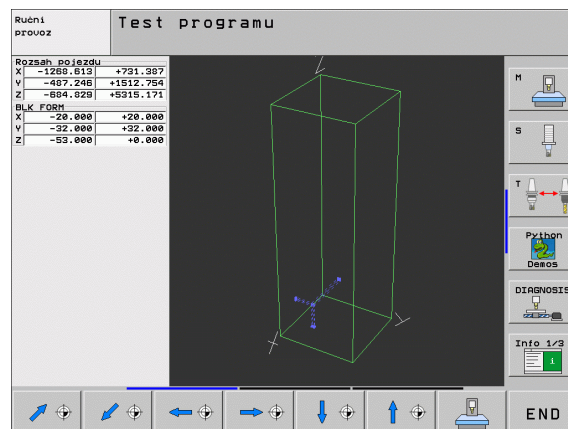 Ruční provoz
Test programu
Rozsah pojezdu
X -1268.613 +731.387
Y -487.246 +1512.754
Z -684.829 +5315.171
BLK FORM
X -20.000 +20.000
Y -32.000 +32.000
Z -53.000 +0.000
Z
X
Y
M
S
T
Python
Demos
DIAGNOSIS
Info 1/3
i
END